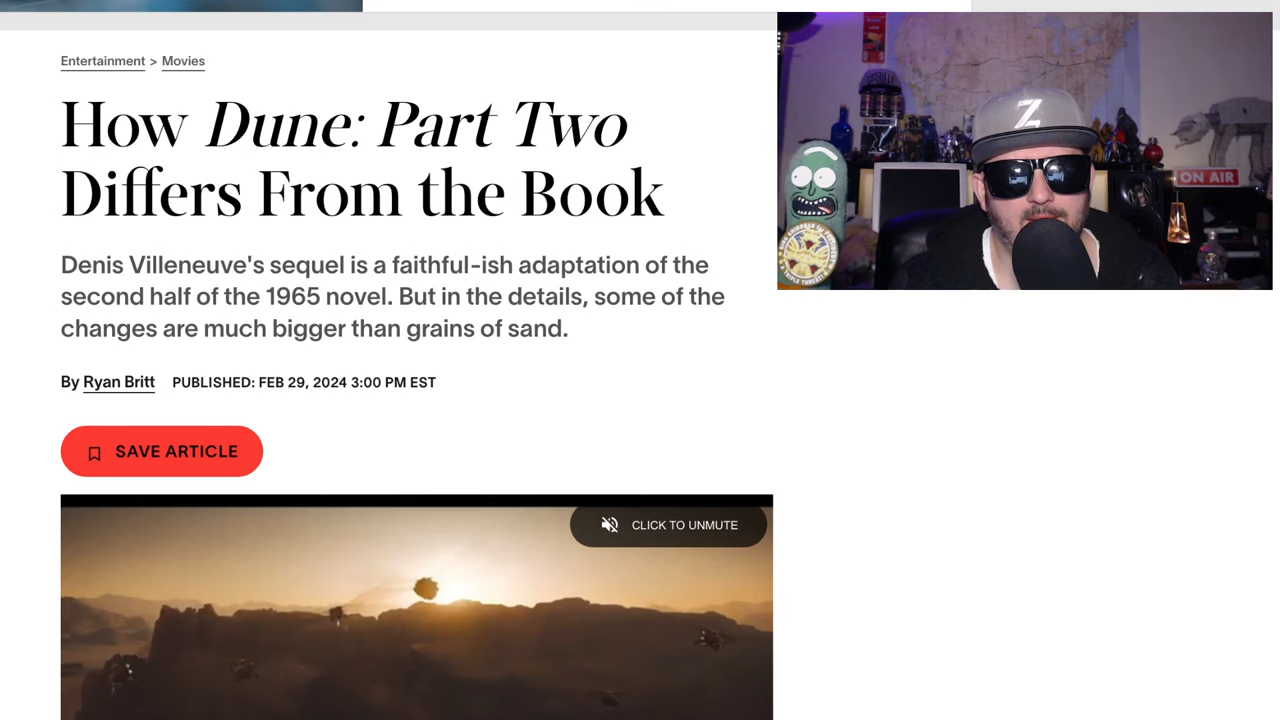 Entertainment > Movies
How Dune: Part Two
Differs From the Book
Denis Villeneuve's sequel is a faithful-ish adaptation of the
second half of the 1965 novel. But in the details, some of the
changes are much bigger than grains of sand.
By Ryan Britt PUBLISHED: FEB 29, 2024 3:00 PM EST
SAVE ARTICLE
CLICK TO UNMUTE
Z
ON AIR